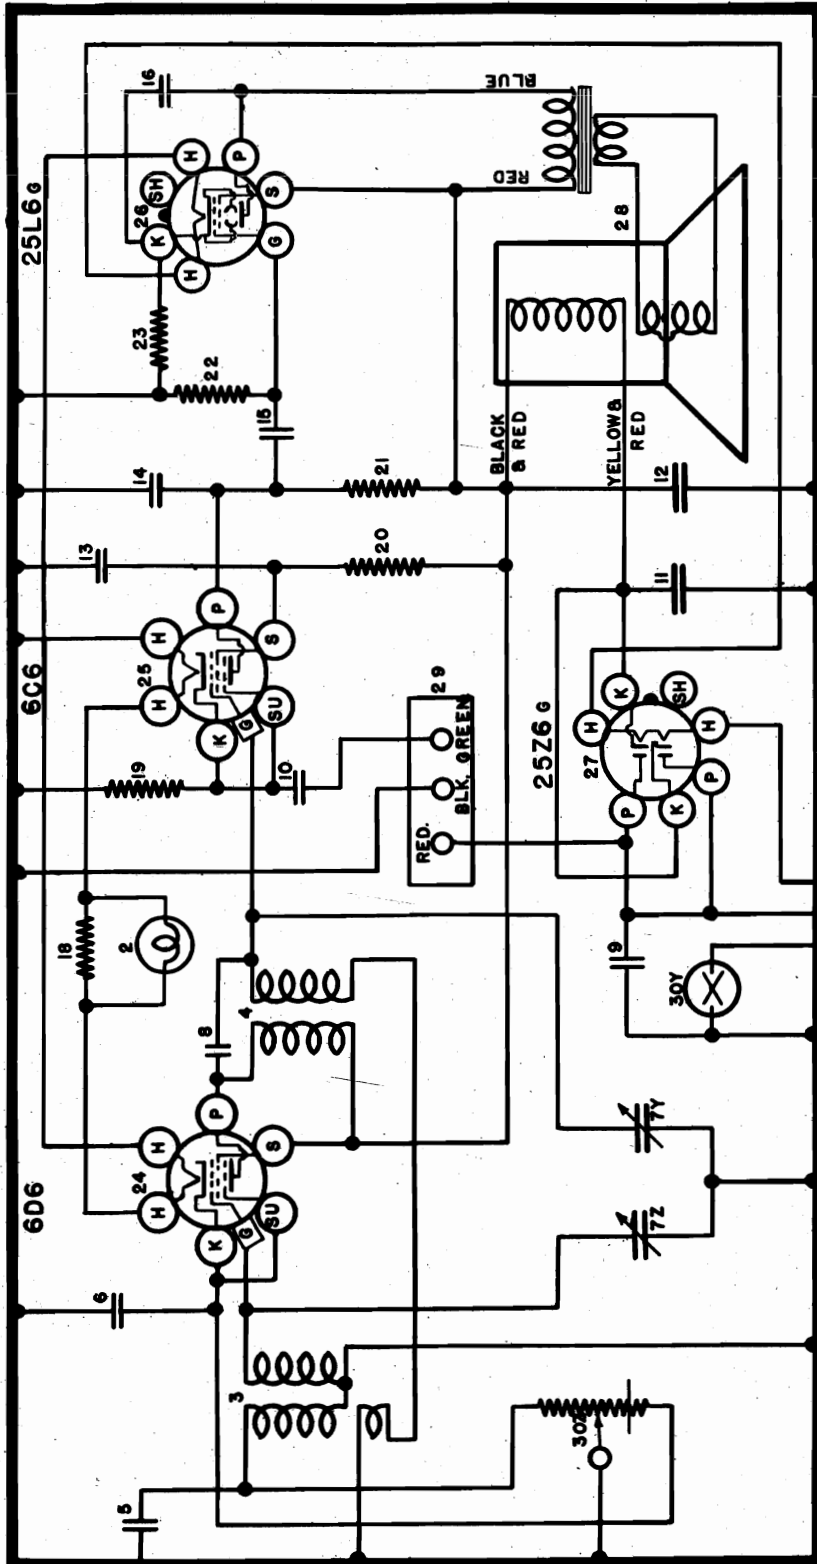 25L6G
16
BLUE
H
P
SH
26
K
S
RED
H
G
23
22
28
15
14
21
BLACK
& RED
YELLOW &
RED
12
13
20
11
6C6
H
25
P
H
S
G
SU
K
29
19
10
GREEN
BLK,
RED.
25Z6G
27
H
K
SH
H
P
P
K
18
2
9
30Y
4
8
6D6
H
24
P
H
S
G
SU
K
7Y
7Z
6
3
5